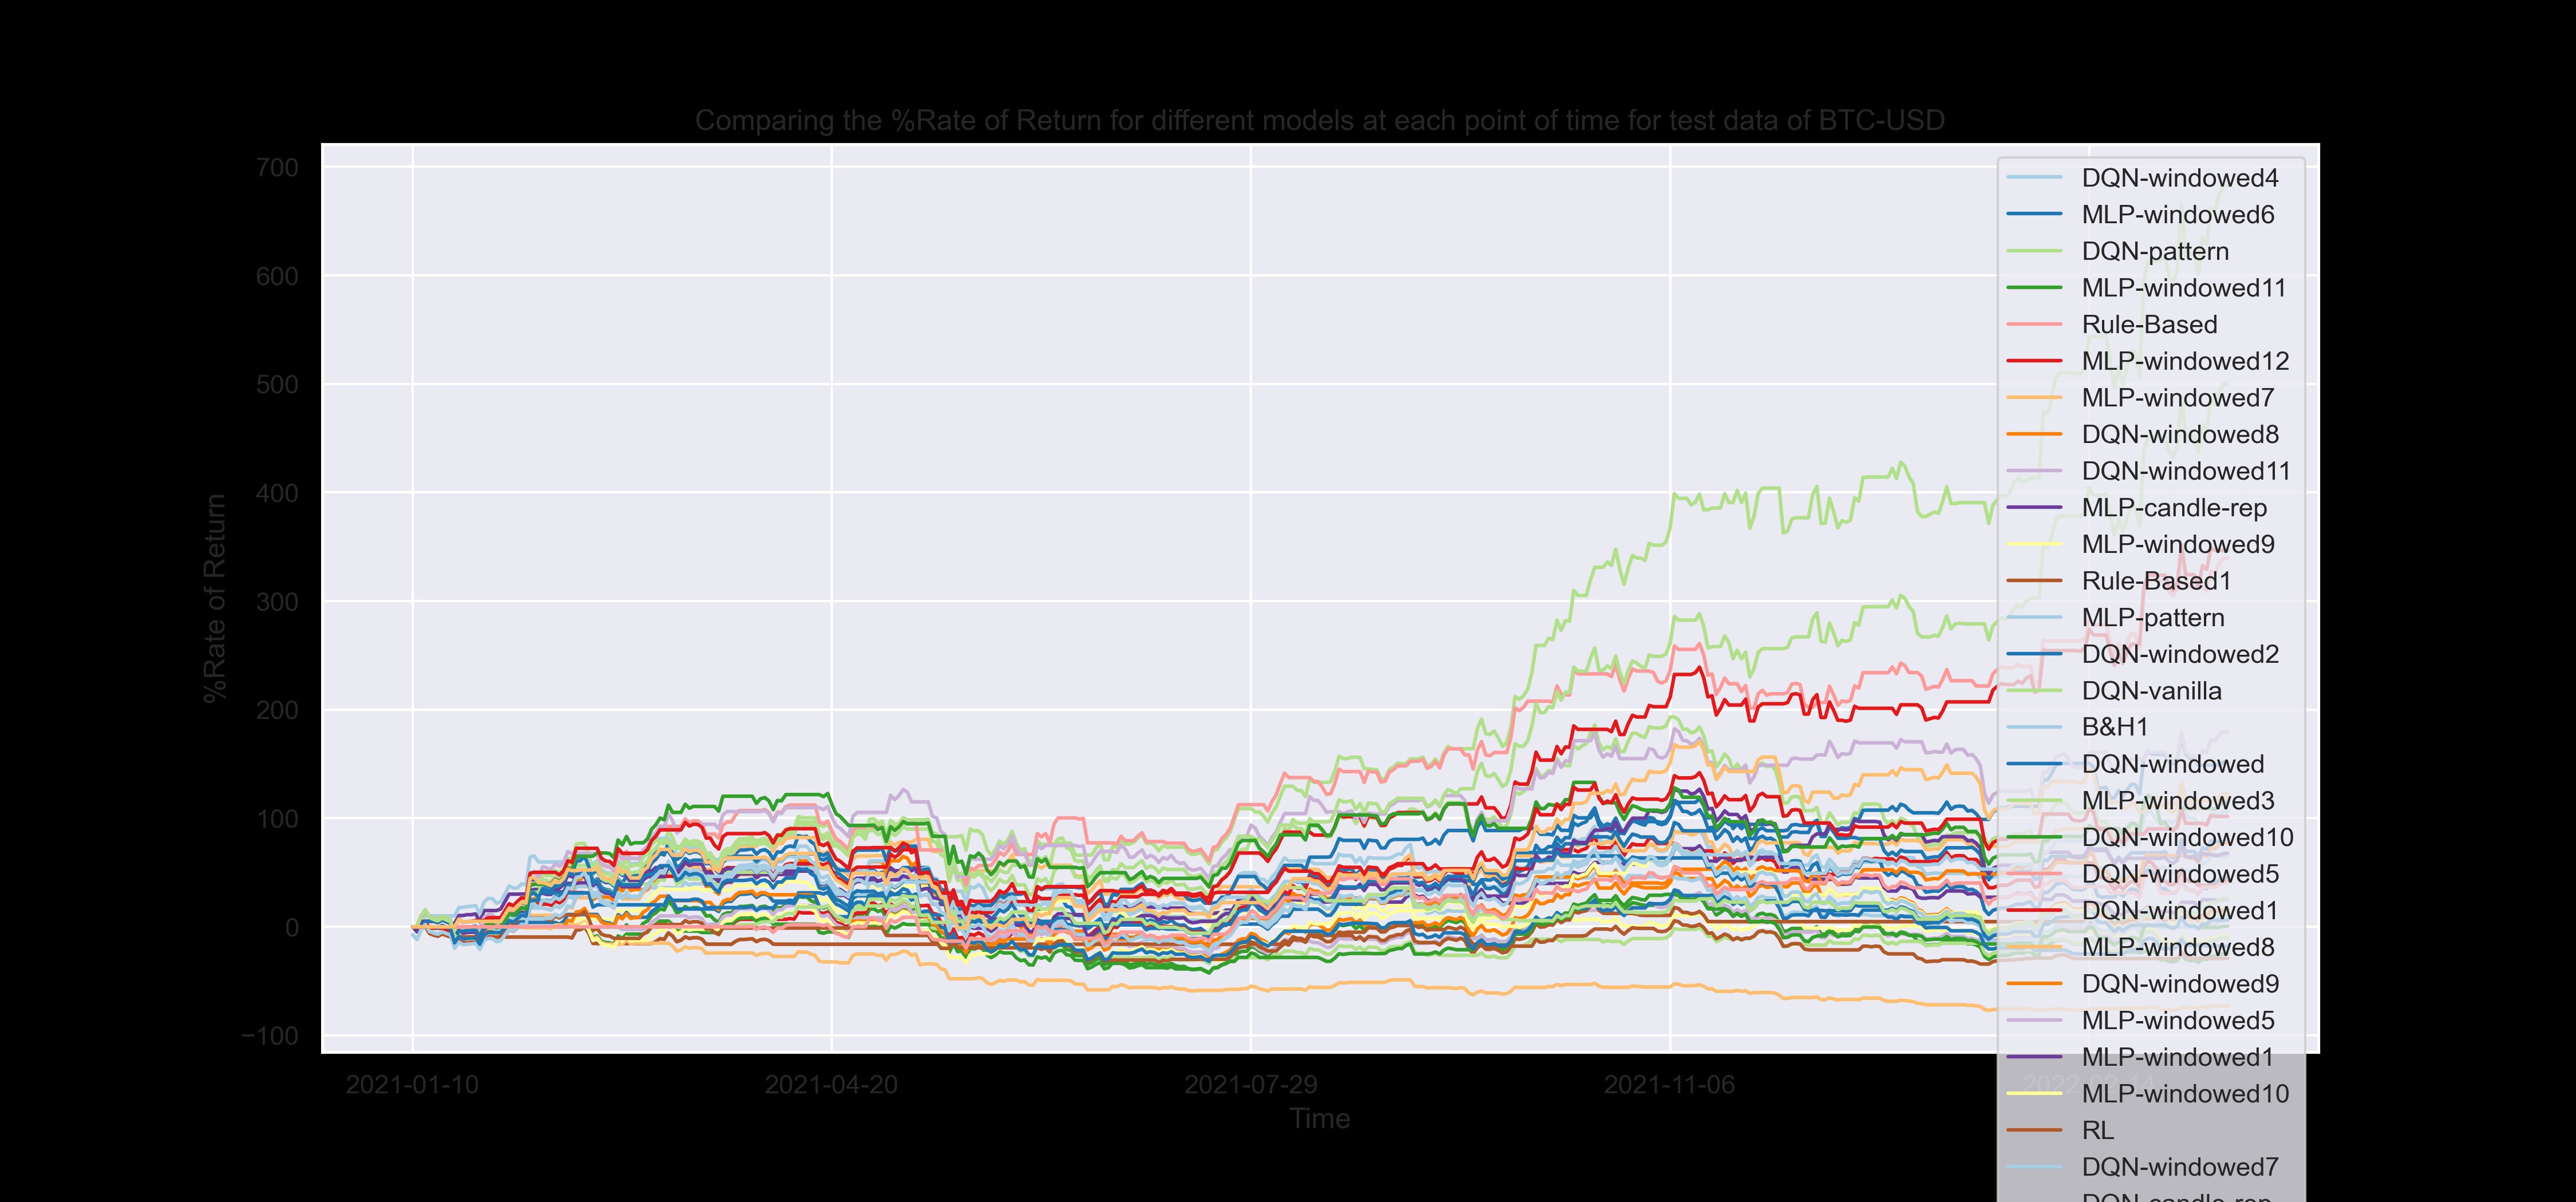 Comparing the %Rate of Return for different models at each point of time for test data of BTC-USD
%Rate of Return
700
600
500
400
300
200
100
0
−100
2021-01-10
2021-04-20
2021-07-29
2021-11-06
Time
DQN-windowed4
MLP-windowed6
DQN-pattern
MLP-windowed11
Rule-Based
MLP-windowed12
MLP-windowed7
DQN-windowed8
DQN-windowed11
MLP-candle-rep
MLP-windowed9
Rule-Based1
MLP-pattern
DQN-windowed2
DQN-vanilla
B&H1
DQN-windowed
MLP-windowed3
DQN-windowed10
DQN-windowed5
DQN-windowed1
MLP-windowed8
DQN-windowed9
MLP-windowed5
MLP-windowed1
MLP-windowed10
RL
DQN-windowed7
DQN-candle-rep